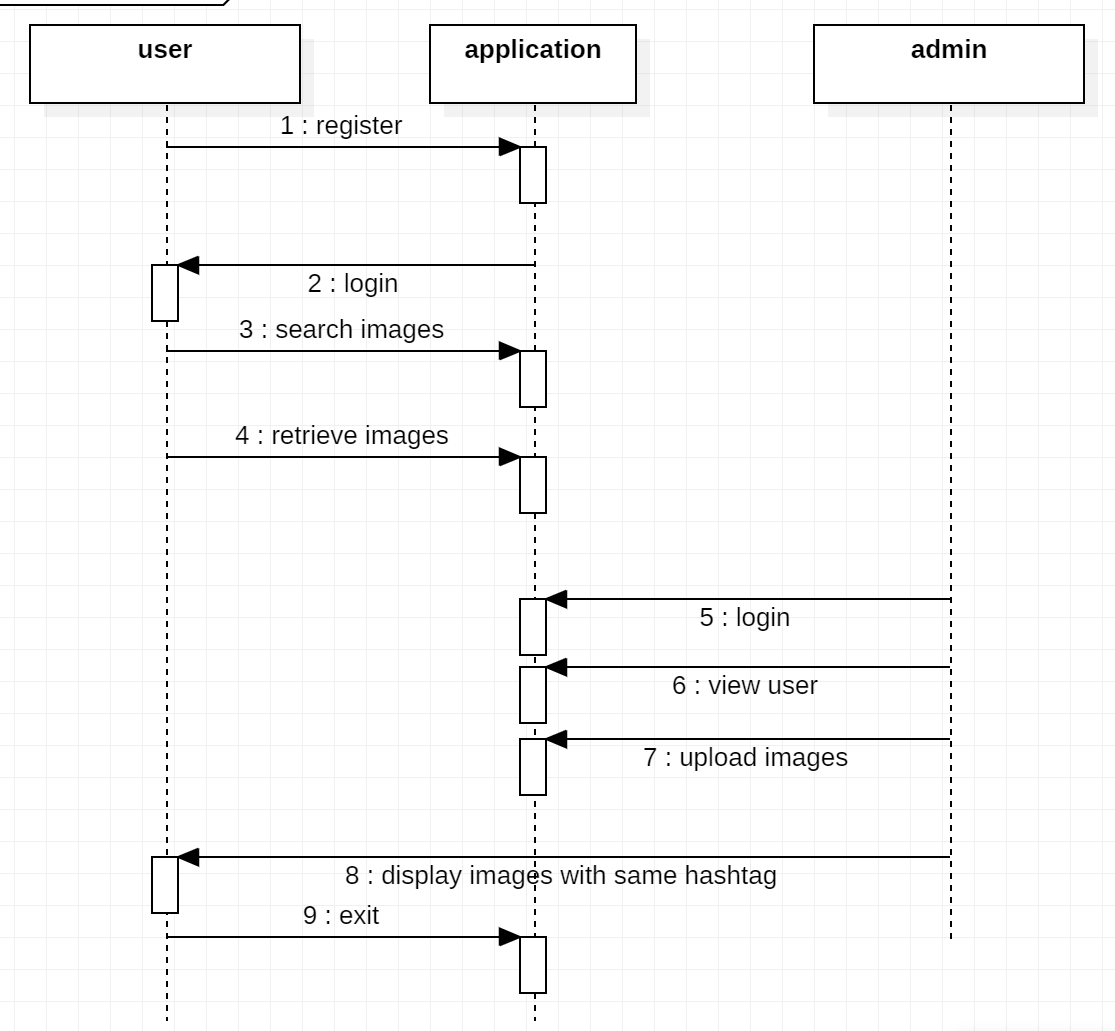 user
application
admin
1 : register
2 : login
3 : search images
4 : retrieve images
5 : login
6 : view user
7 : upload images
8 : display images with same hashtag
9 : exit